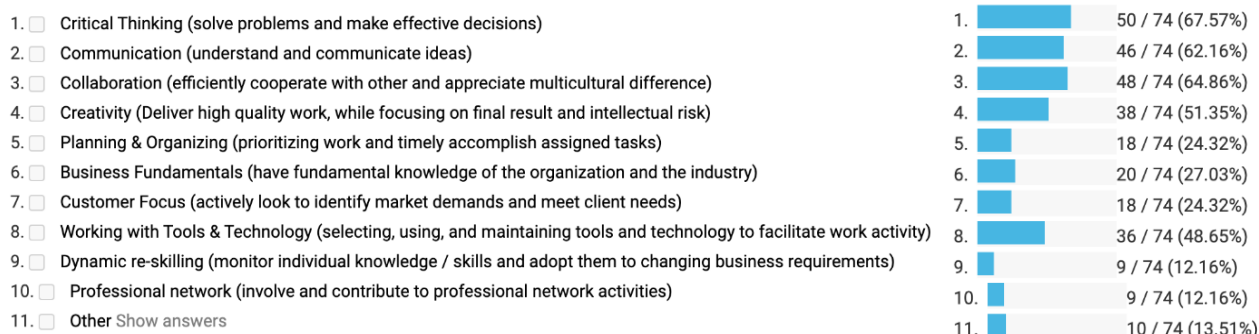 1. Critical Thinking (solve problems and make effective decisions) 1. 50 / 74 (67.57%)
2. Communication (understand and communicate ideas) 2. 46 / 74 (62.16%)
3. Collaboration (efficiently cooperate with other and appreciate multicultural difference) 3. 48 / 74 (64.86%)
4. Creativity (Deliver high quality work, while focusing on final result and intellectual risk) 4. 38 / 74 (51.35%)
5. Planning & Organizing (prioritizing work and timely accomplish assigned tasks) 5. 18 / 74 (24.32%)
6. Business Fundamentals (have fundamental knowledge of the organization and the industry) 6. 20 / 74 (27.03%)
7. Customer Focus (actively look to identify market demands and meet client needs) 7. 18 / 74 (24.32%)
8. Working with Tools & Technology (selecting, using, and maintaining tools and technology to facilitate work activity) 8. 36 / 74 (48.65%)
9. Dynamic re-skilling (monitor individual knowledge / skills and adopt them to changing business requirements) 9. 9 / 74 (12.16%)
10. Professional network (involve and contribute to professional network activities) 10. 9 / 74 (12.16%)
11. Other Show answers 11. 10 / 74 (13.51%)